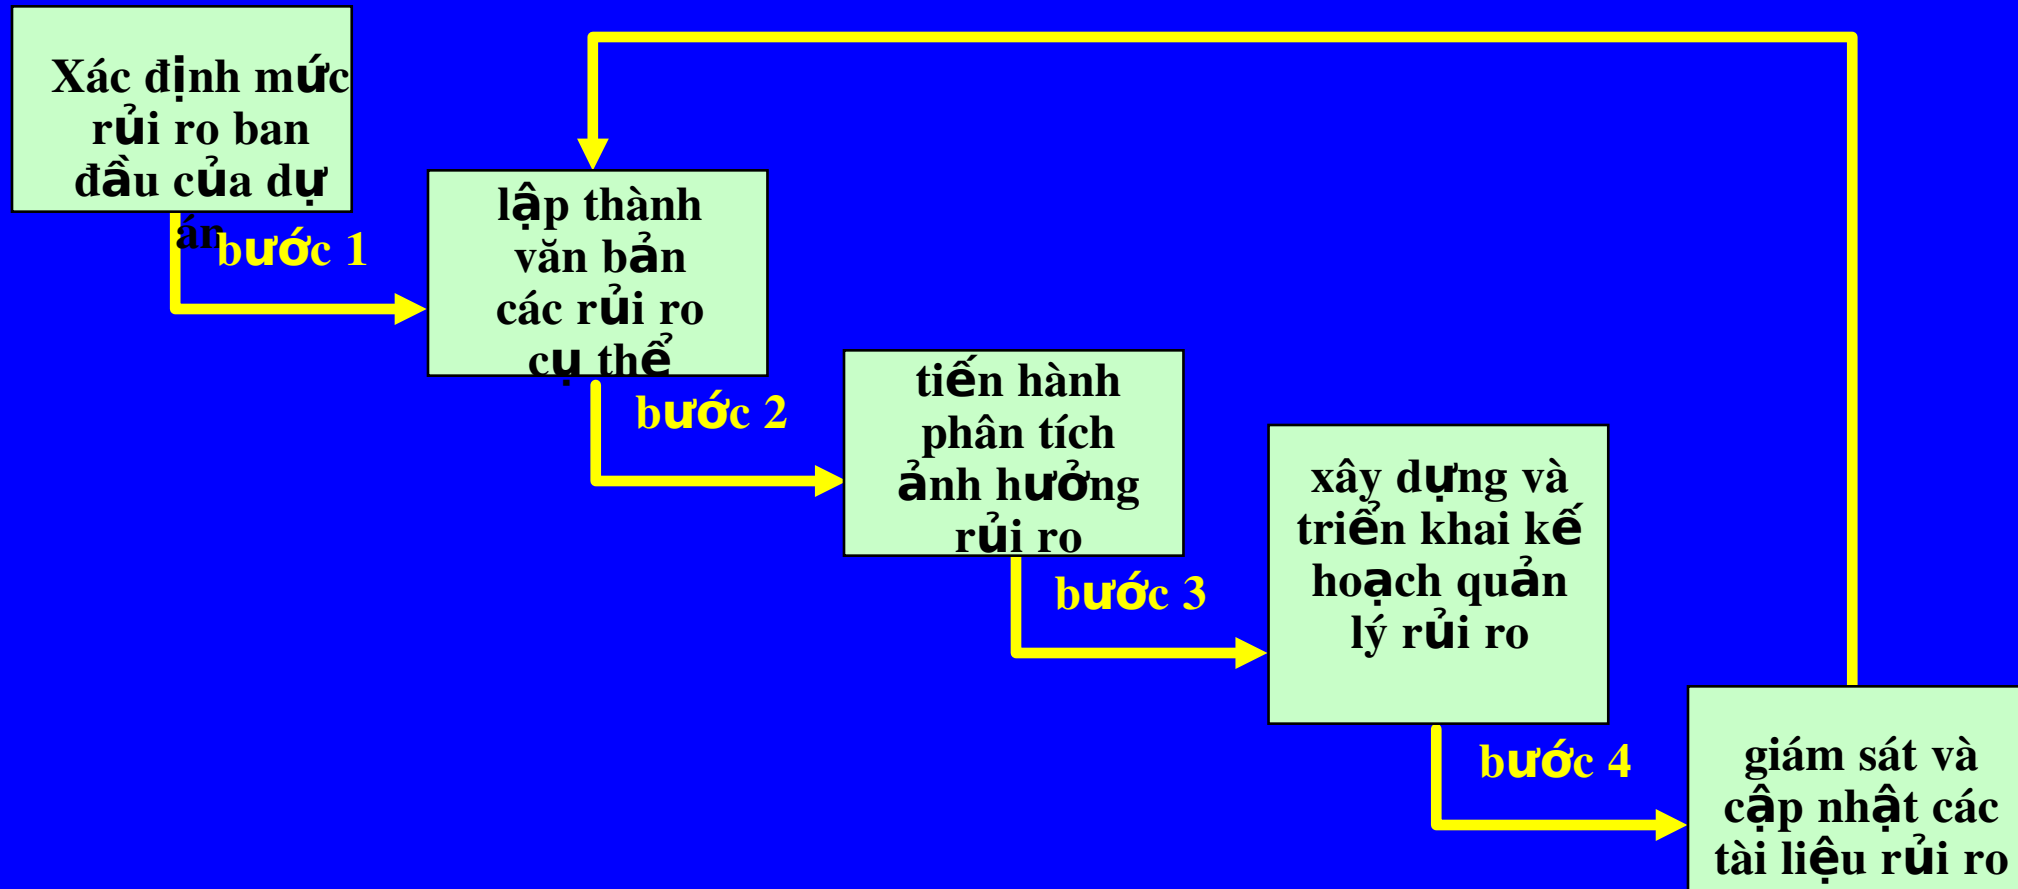 Xác định mức
rủi ro ban
đầu của dự
án
bước 1
lập thành
văn bản
các rủi ro
cụ thể
bước 2
tiến hành
phân tích
ảnh hưởng
rủi ro
bước 3
xây dựng và
triển khai kế
hoạch quản
lý rủi ro
bước 4
giám sát và
cập nhật các
tài liệu rủi ro